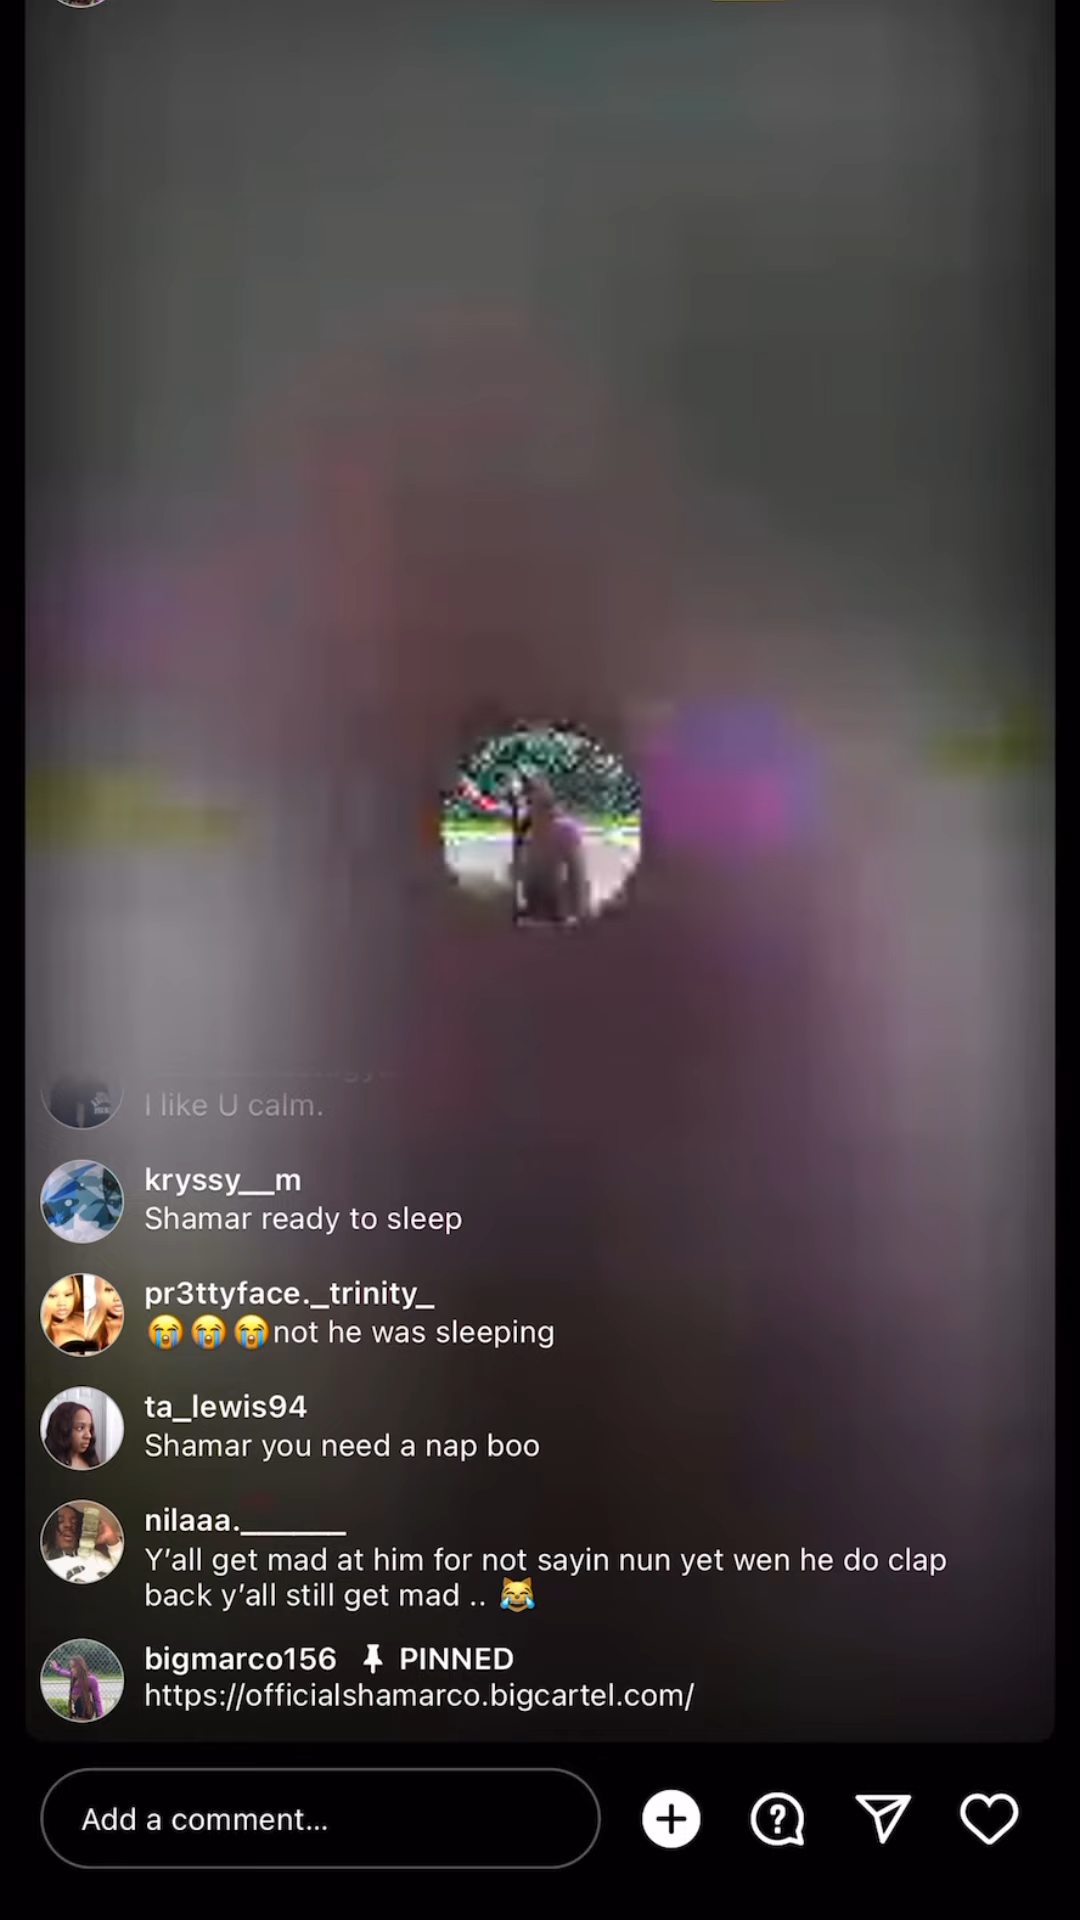 I like U calm.
kryssy__m
Shamar ready to sleep
pr3ttyface._trinity_
😭😭😭not he was sleeping
ta_lewis94
Shamar you need a nap boo
nilaaa._______
Y’all get mad at him for not sayin nun yet wen he do clap
back y’all still get mad .. 😹
bigmarco156 📌 PINNED
https://officialshamarco.bigcartel.com/
Add a comment...